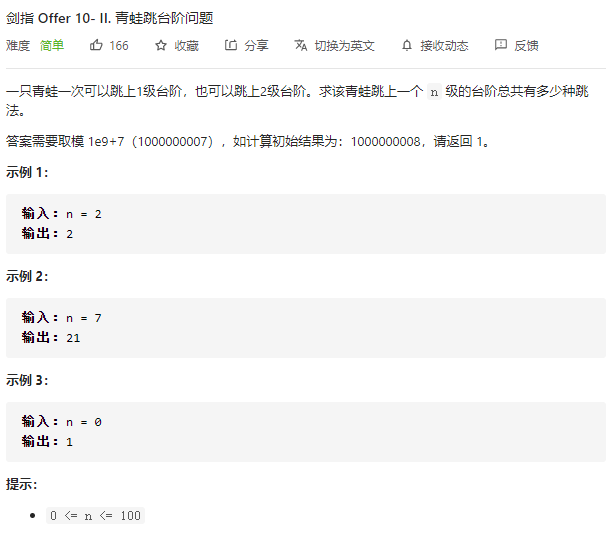 剑指 Offer 10- II. 青蛙跳台阶问题
难度 简单 166 收藏 分享 切换为英文 接收动态 反馈
一只青蛙一次可以跳上1级台阶，也可以跳上2级台阶。求该青蛙跳上一个 n 级的台阶总共有多少种跳
法。
答案需要取模 1e9+7（1000000007），如计算初始结果为：1000000008，请返回 1。
示例 1：
输入：n = 2
输出：2
示例 2：
输入：n = 7
输出：21
示例 3：
输入：n = 0
输出：1
提示：
0 <= n <= 100